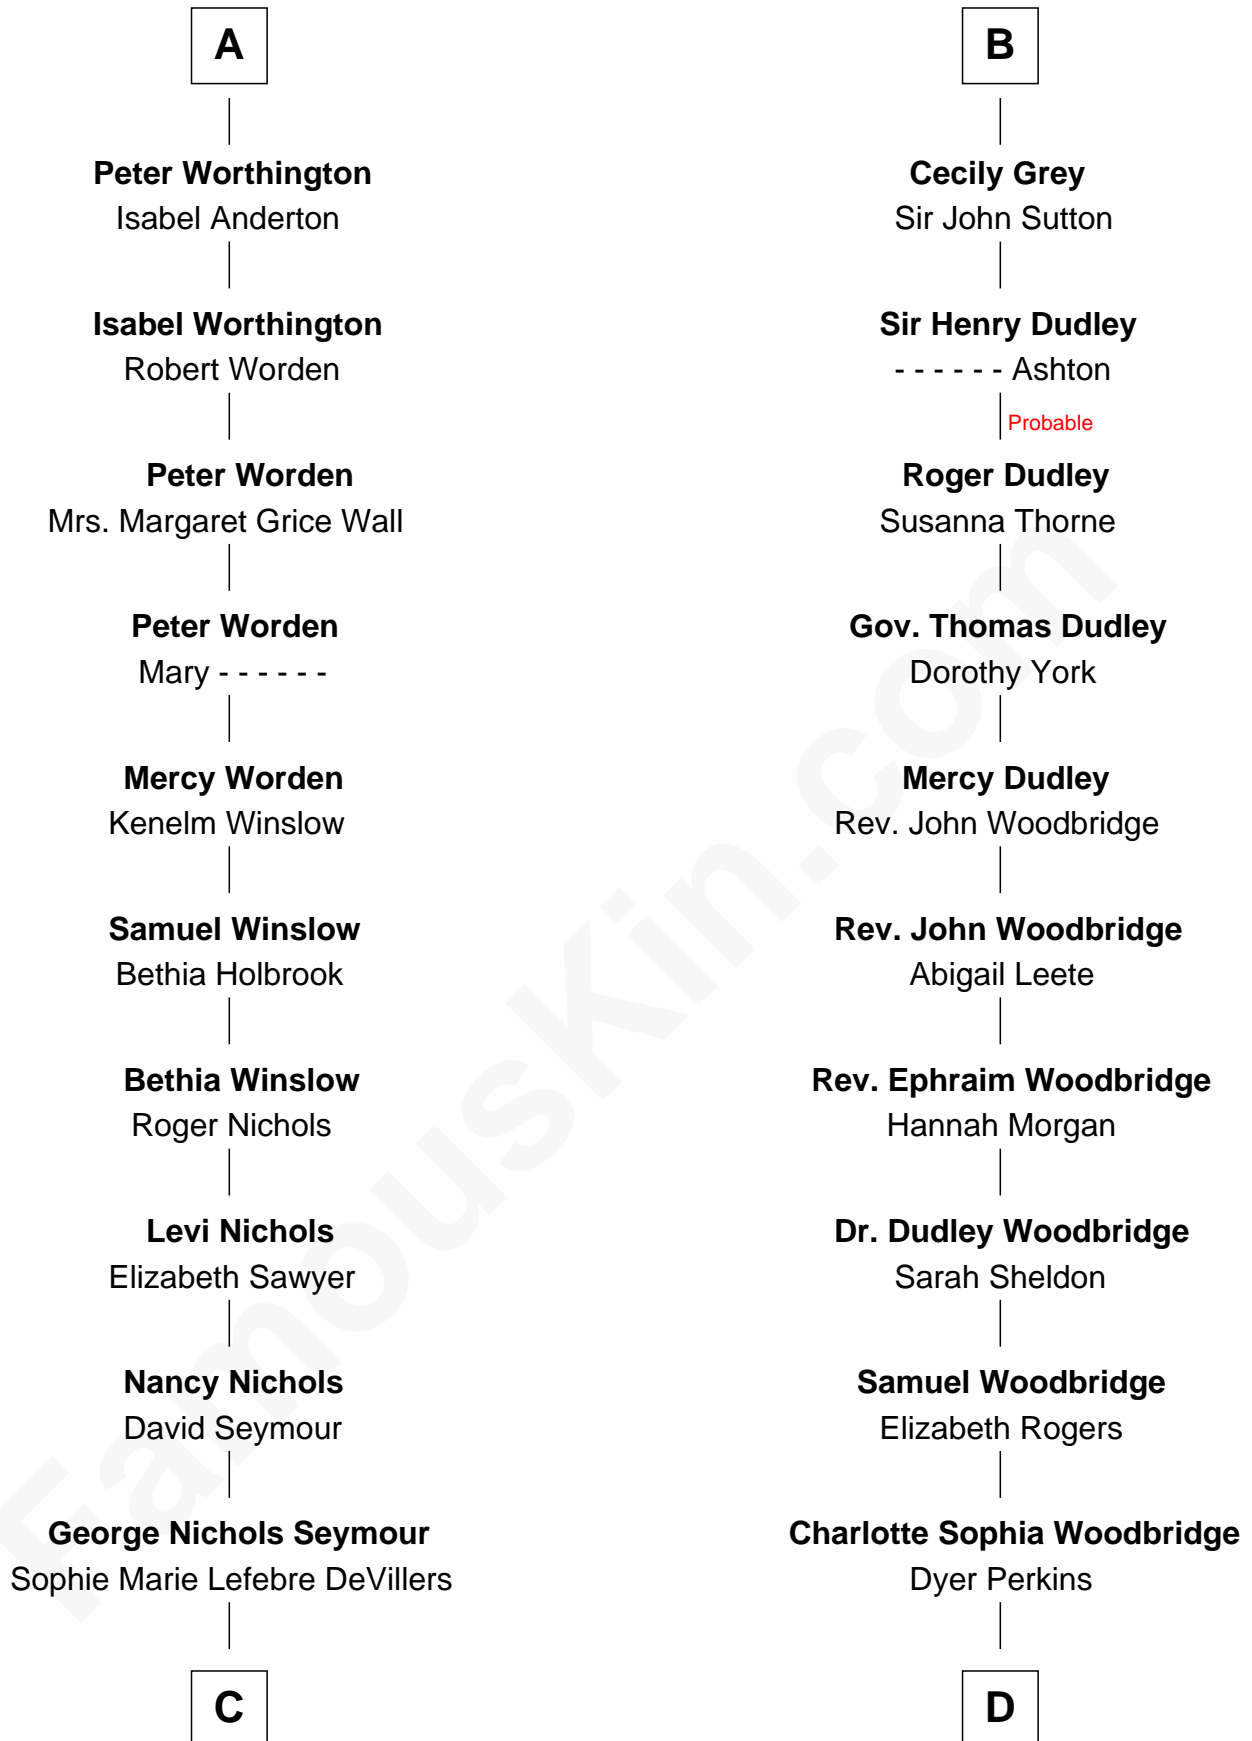 A
Peter Worthington
Isabel Anderton
Isabel Worthington
Robert Worden
Peter Worden
Mrs. Margaret Grice Wall
Peter Worden
Mary - - - - - -
Mercy Worden
Kenelm Winslow
Samuel Winslow
Bethia Holbrook
Bethia Winslow
Roger Nichols
Levi Nichols
Elizabeth Sawyer
Nancy Nichols
David Seymour
George Nichols Seymour
Sophie Marie Lefebre DeVillers
C
B
Cecily Grey
Sir John Sutton
Sir Henry Dudley
- - - - - - Ashton
Probable
Roger Dudley
Susanna Thorne
Gov. Thomas Dudley
Dorothy York
Mercy Dudley
Rev. John Woodbridge
Rev. John Woodbridge
Abigail Leete
Rev. Ephraim Woodbridge
Hannah Morgan
Dr. Dudley Woodbridge
Sarah Sheldon
Samuel Woodbridge
Elizabeth Rogers
Charlotte Sophia Woodbridge
Dyer Perkins
D
FamousKin.com